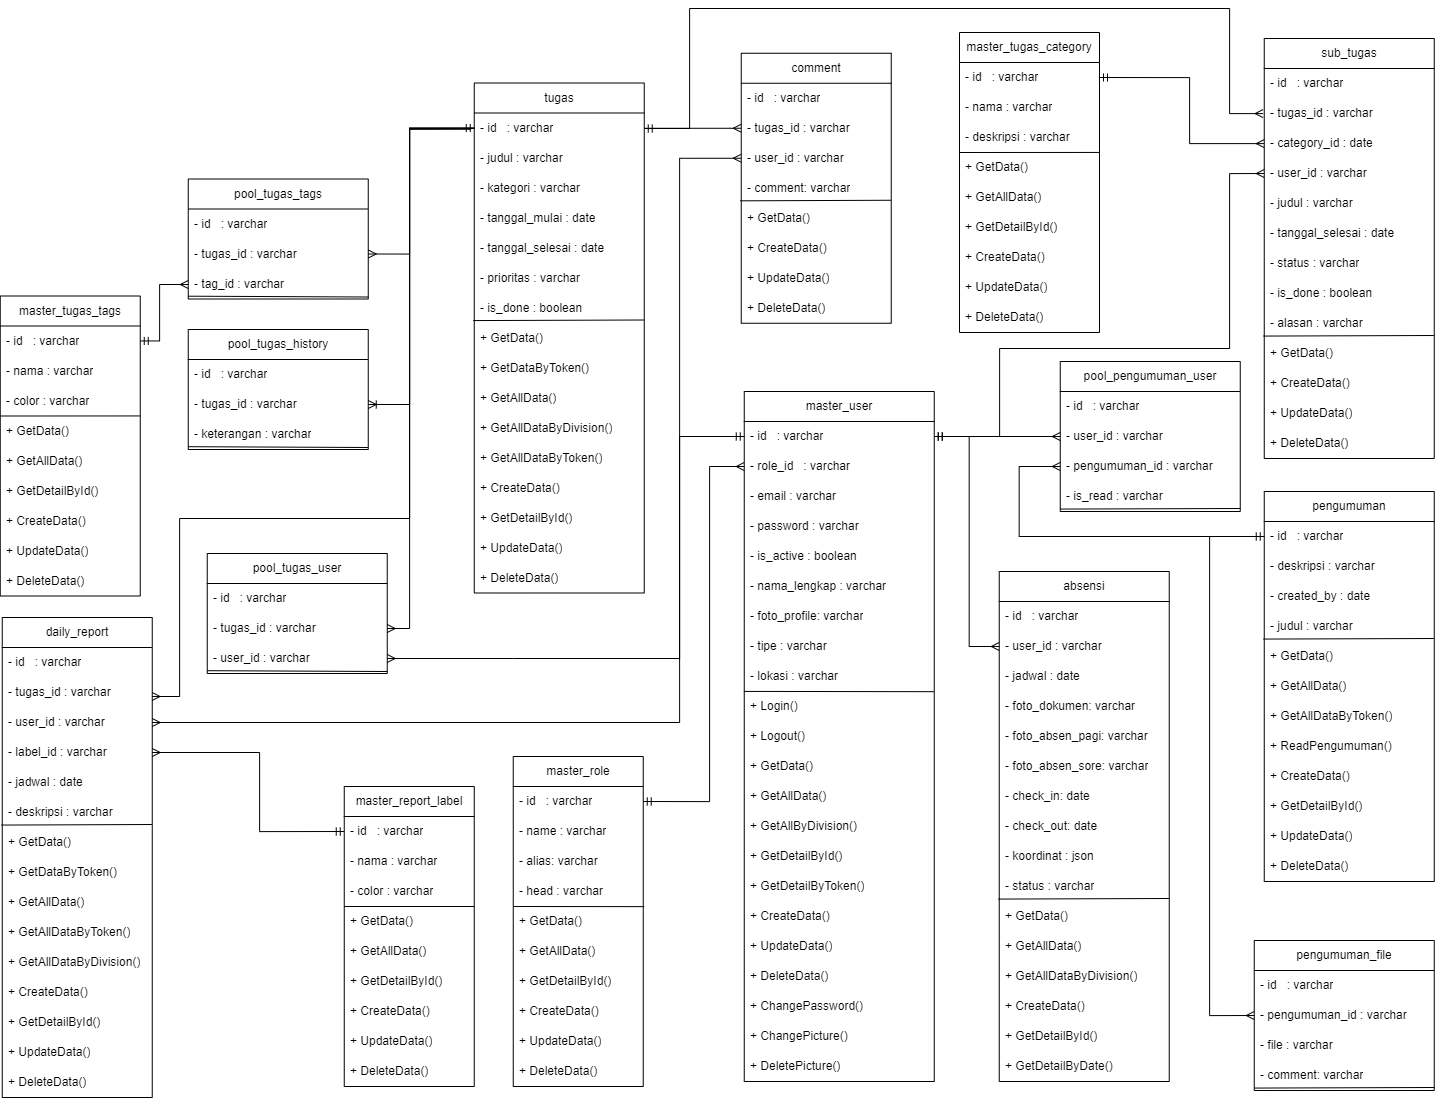 tugas
- id : varchar
- judul : varchar
- kategori : varchar
- tanggal_mulai : date
- tanggal_selesai : date
- prioritas : varchar
- is_done : boolean
+ GetData()
+ GetDataByToken()
+ GetAllData()
+ GetAllDataByDivision()
+ GetAllDataByToken()
+ CreateData()
+ GetDetailById()
+ UpdateData()
+ DeleteData()
comment
- id : varchar
- tugas_id : varchar
- user_id : varchar
- comment: varchar
+ GetData()
+ CreateData()
+ UpdateData()
+ DeleteData()
master_tugas_category
- id : varchar
- nama : varchar
- deskripsi : varchar
+ GetData()
+ GetAllData()
+ GetDetailById()
+ CreateData()
+ UpdateData()
+ DeleteData()
sub_tugas
- id : varchar
- tugas_id : varchar
- category_id : date
- user_id : varchar
- judul : varchar
- tanggal_selesai : date
- status : varchar
- is_done : boolean
- alasan : varchar
+ GetData()
+ CreateData()
+ UpdateData()
+ DeleteData()
pool_tugas_tags
- id : varchar
- tugas_id : varchar
- tag_id : varchar
master_tugas_tags
- id : varchar
- nama : varchar
- color : varchar
+ GetData()
+ GetAllData()
+ GetDetailById()
+ CreateData()
+ UpdateData()
+ DeleteData()
pool_tugas_history
- id : varchar
- tugas_id : varchar
- keterangan : varchar
pool_tugas_user
- id : varchar
- tugas_id : varchar
- user_id : varchar
master_user
- id : varchar
- role_id : varchar
- email : varchar
- password : varchar
- is_active : boolean
- nama_lengkap : varchar
- foto_profile: varchar
- tipe : varchar
- lokasi : varchar
+ Login()
+ Logout()
+ GetData()
+ GetAllData()
+ GetAllByDivision()
+ GetDetailById()
+ GetDetailByToken()
+ CreateData()
+ UpdateData()
+ DeleteData()
+ ChangePassword()
+ ChangePicture()
+ DeletePicture()
pool_pengumuman_user
- id : varchar
- user_id : varchar
- pengumuman_id : varchar
- is_read : varchar
pengumuman
- id : varchar
- deskripsi : varchar
- created_by : date
- judul : varchar
+ GetData()
+ GetAllData()
+ GetAllDataByToken()
+ ReadPengumuman()
+ CreateData()
+ GetDetailById()
+ UpdateData()
+ DeleteData()
absensi
- id : varchar
- user_id : varchar
- jadwal : date
- foto_dokumen: varchar
- foto_absen_pagi: varchar
- foto_absen_sore: varchar
- check_in: date
- check_out: date
- koordinat : json
- status : varchar
+ GetData()
+ GetAllData()
+ GetAllDataByDivision()
+ CreateData()
+ GetDetailById()
+ GetDetailByDate()
daily_report
- id : varchar
- tugas_id : varchar
- user_id : varchar
- label_id : varchar
- jadwal : date
- deskripsi : varchar
+ GetData()
+ GetDataByToken()
+ GetAllData()
+ GetAllDataByToken()
+ GetAllDataByDivision()
+ CreateData()
+ GetDetailById()
+ UpdateData()
+ DeleteData()
master_report_label
- id : varchar
- nama : varchar
- color : varchar
+ GetData()
+ GetAllData()
+ GetDetailById()
+ CreateData()
+ UpdateData()
+ DeleteData()
master_role
- id : varchar
- name : varchar
- alias: varchar
- head : varchar
+ GetData()
+ GetAllData()
+ GetDetailById()
+ CreateData()
+ UpdateData()
+ DeleteData()
pengumuman_file
- id : varchar
- pengumuman_id : varchar
- file : varchar
- comment: varchar